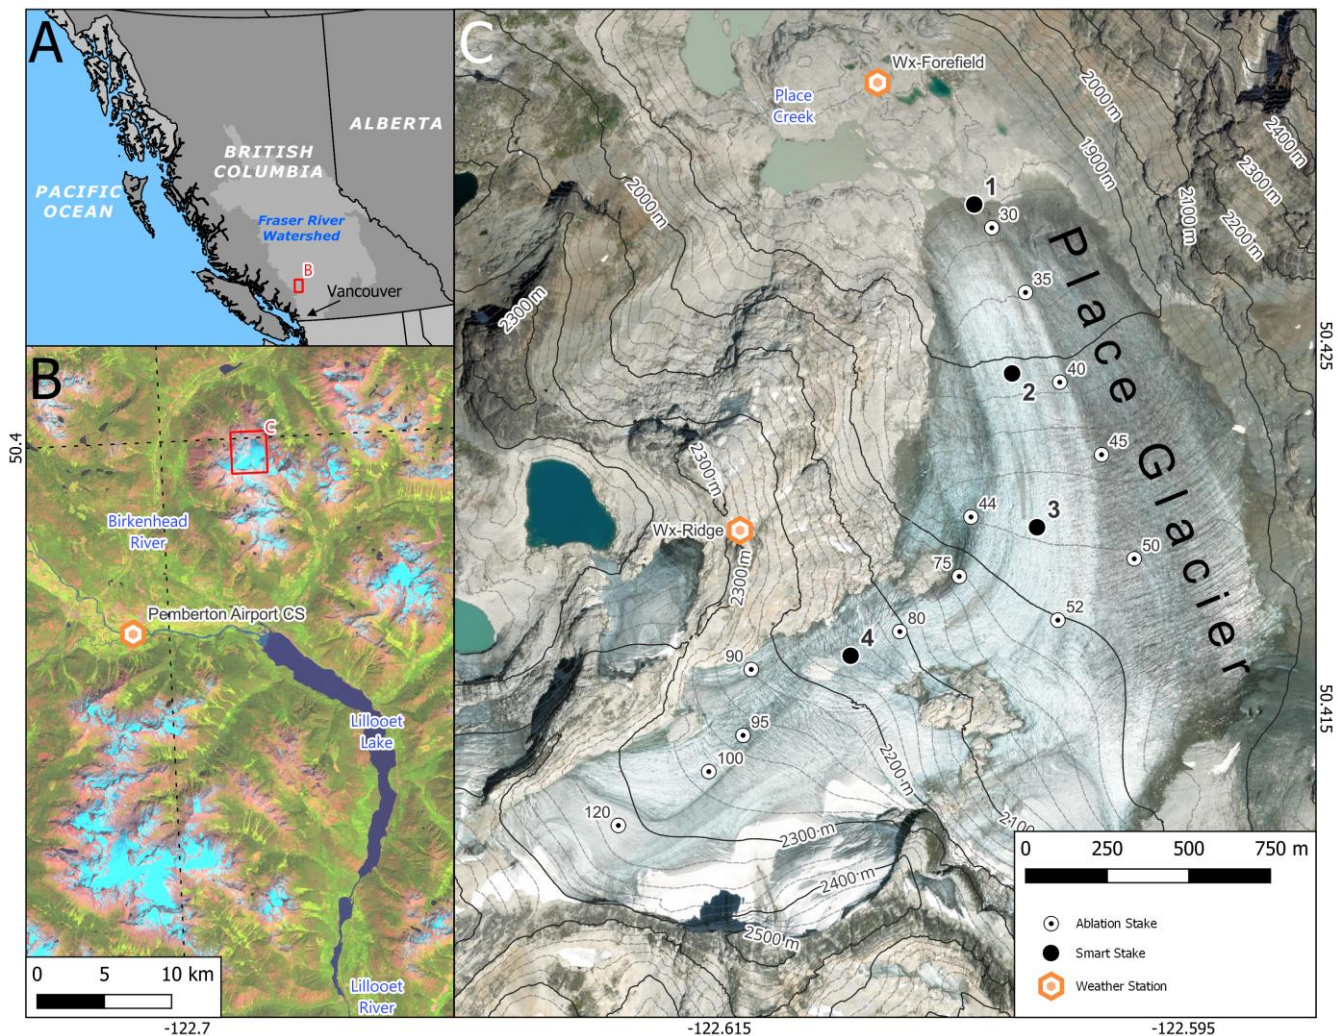 A
ALBERTA
BRITISH
COLUMBIA
PACIFIC
OCEAN
Fraser River
Watershed
B
Vancouver
B
C
50.4
Birkenhead
River
Pemberton Airport CS
Lillooet
Lake
Lillooet
River
0 5 10 km
-122.7
C
Wx-Forefield
Place
Creek
2000 m
1900 m
2400 m
2300 m
2200 m
2100 m
2000 m
2300 m
1
30
35
Place Glacier
2
40
45
2300 m
44
3
Wx-Ridge
50
75
2300 m
52
80
4
90
95
100
2200 m
120
2300 m
2100
2400 m
2500 m
50.425
50.415
0 250 500 750 m
Ablation Stake
Smart Stake
Weather Station
-122.615
-122.595